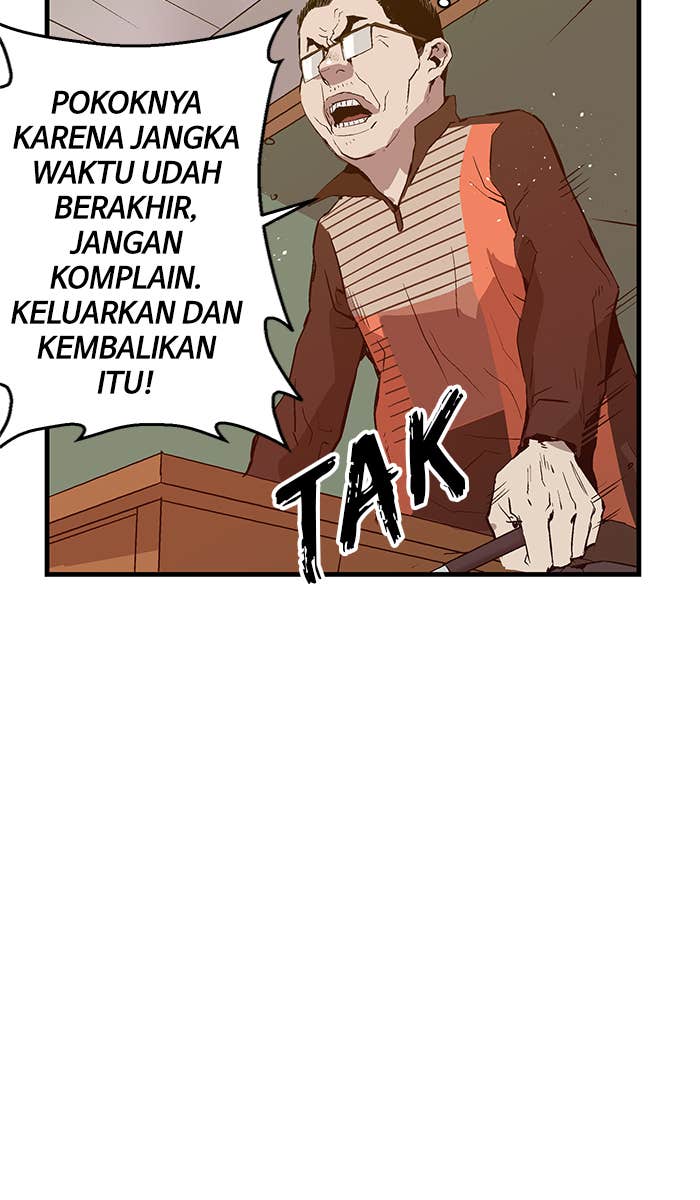 POKOKNYA
KARENA JANGKA
WAKTU UDAH
BERAKHIR,
JANGAN
KOMPLAIN.
KELUARKAN DAN
KEMBALIKAN
ITU!
TAK